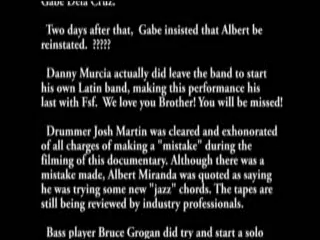 Gabe Dela Cruz.
Two days after that, Gabe insisted that Albert be
reinstated. ?????
Danny Murcia actually did leave the band to start
his own Latin band, making this performance his
last with Fsf. We love you Brother! You will be missed!
Drummer Josh Martin was cleared and exhonorated
of all charges of making a "mistake" during the
filming of this documentary. Although there was a
mistake made, Albert Miranda was quoted as saying
he was trying some new "jazz" chords. The tapes are
still being reviewed by industry professionals.
Bass player Bruce Grogan did try and start a solo